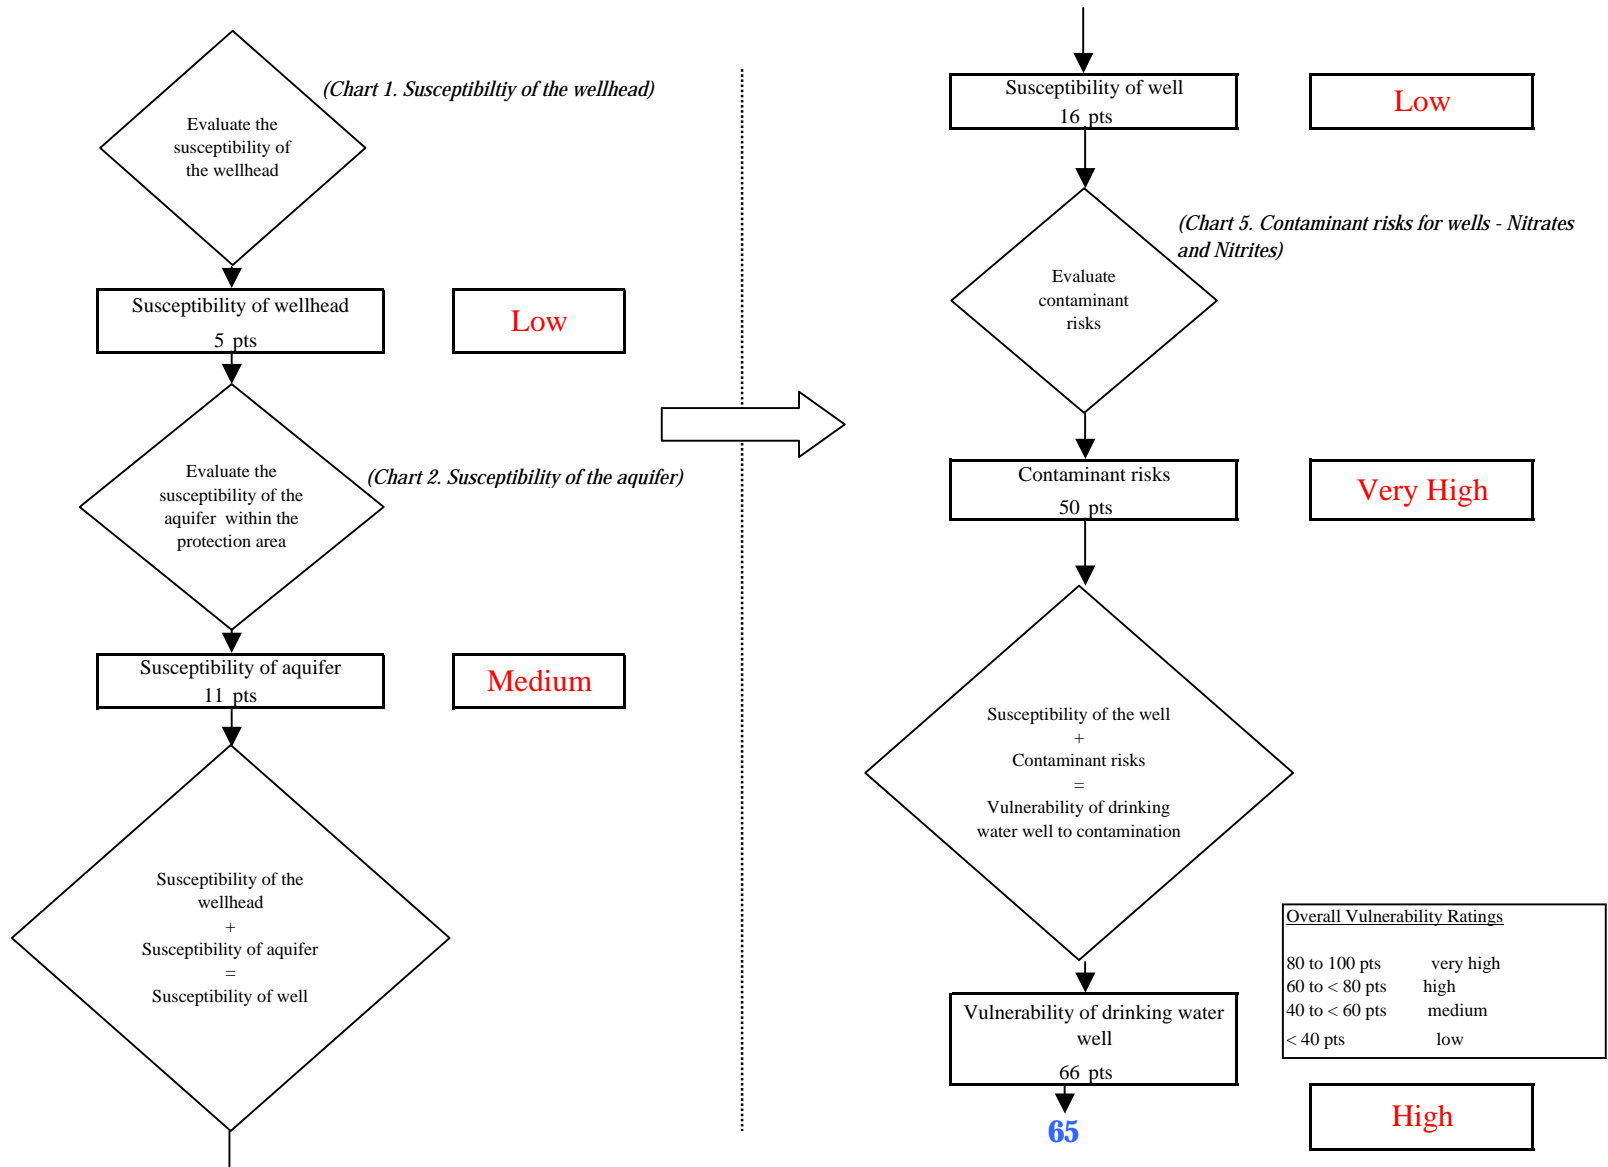 (Chart 1. Susceptibiltiy of the wellhead)
Evaluate the
susceptibility of
the wellhead
Susceptibility of wellhead
5 pts
Low
Evaluate the
susceptibility of the
aquifer within the
protection area
(Chart 2. Susceptibility of the aquifer)
Susceptibility of aquifer
11 pts
Medium
Susceptibility of the
wellhead
+
Susceptibility of aquifer
=
Susceptibility of well
Susceptibility of well
16 pts
Low
(Chart 5. Contaminant risks for wells - Nitrates
and Nitrites)
Evaluate
contaminant
risks
Contaminant risks
50 pts
Very High
Susceptibility of the well
+
Contaminant risks
=
Vulnerability of drinking
water well to contamination
Overall Vulnerability Ratings
80 to 100 pts very high
60 to < 80 pts high
40 to < 60 pts medium
< 40 pts low
Vulnerability of drinking water
well
66 pts
65
High